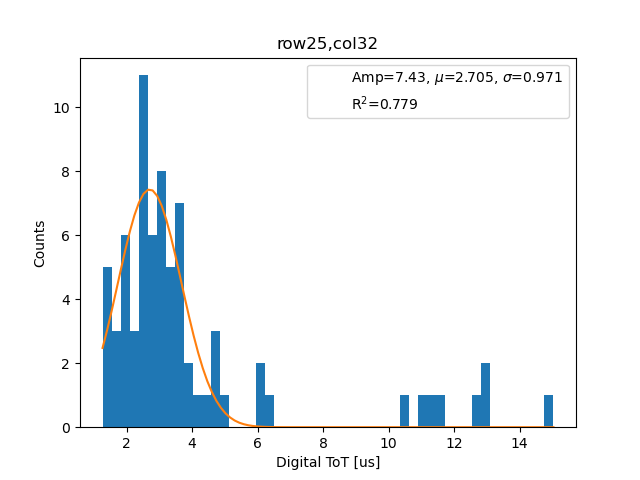 row25,col32
Amp=7.43, μ=2.705, σ=0.971
R²=0.779
Counts
10
8
6
4
2
0
2 4 6 8 10 12 14
Digital ToT [us]